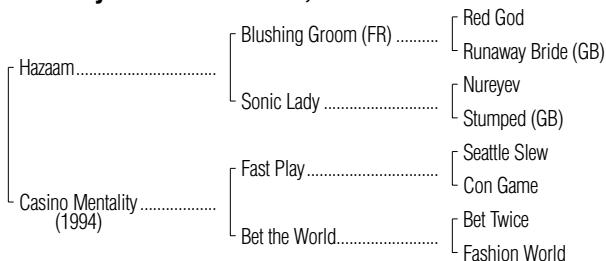 Red God
Blushing Groom (FR) ..........
Runaway Bride (GB)
Hazaam................................
Nureyev
Sonic Lady .......................
Stumped (GB)
Seattle Slew
Fast Play...........................
Con Game
Casino Mentality .................
(1994)
Bet Twice
Bet the World....................
Fashion World